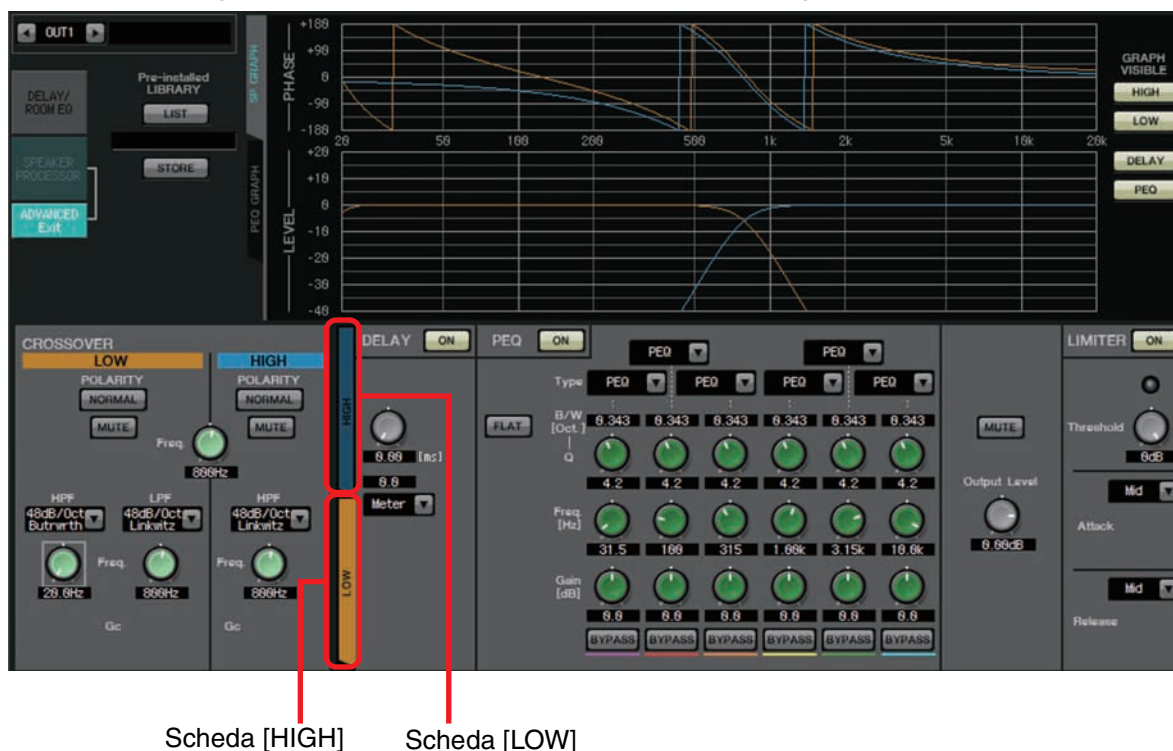 OUT1
DELAY/
ROOM EQ
SPEAKER
PROCESSOR
ADVANCED
Exit
Pre-installed
LIBRARY
LIST
STORE
SP GRAPH
PEQ GRAPH
PHASE
+180
+90
0
-90
-180
20 50 100 200 500 1k 2k 5k 10k 20k
LEVEL
+20
+10
0
-10
-20
-30
-40
GRAPH
VISIBLE
HIGH
LOW
DELAY
PEQ
CROSSOVER
LOW
POLARITY
NORMAL
MUTE
HIGH
POLARITY
NORMAL
MUTE
Freq.
800Hz
HPF
48dB/Oct
Butrwrth
LPF
48dB/Oct
Linkwitz
HPF
48dB/Oct
Linkwitz
Freq.
20.0Hz 800Hz
Freq.
800Hz
Gc
Gc
HIGH
LOW
DELAY ON
0.00 [ms]
0.0
Meter
PEQ ON
FLAT
PEQ PEQ
Type PEQ PEQ PEQ PEQ
B/W
[Oct.]
0.343 0.343 0.343 0.343 0.343 0.343
Q
4.2 4.2 4.2 4.2 4.2 4.2
Freq.
[Hz]
31.5 100 315 1.00k 3.15k 10.0k
Gain
[dB]
0.0 0.0 0.0 0.0 0.0 0.0
BYPASS BYPASS BYPASS BYPASS BYPASS BYPASS
MUTE
Output Level
0.00dB
LIMITER ON
Threshold
0dB
Mid
Attack
Mid
Release
Scheda [HIGH] Scheda [LOW]